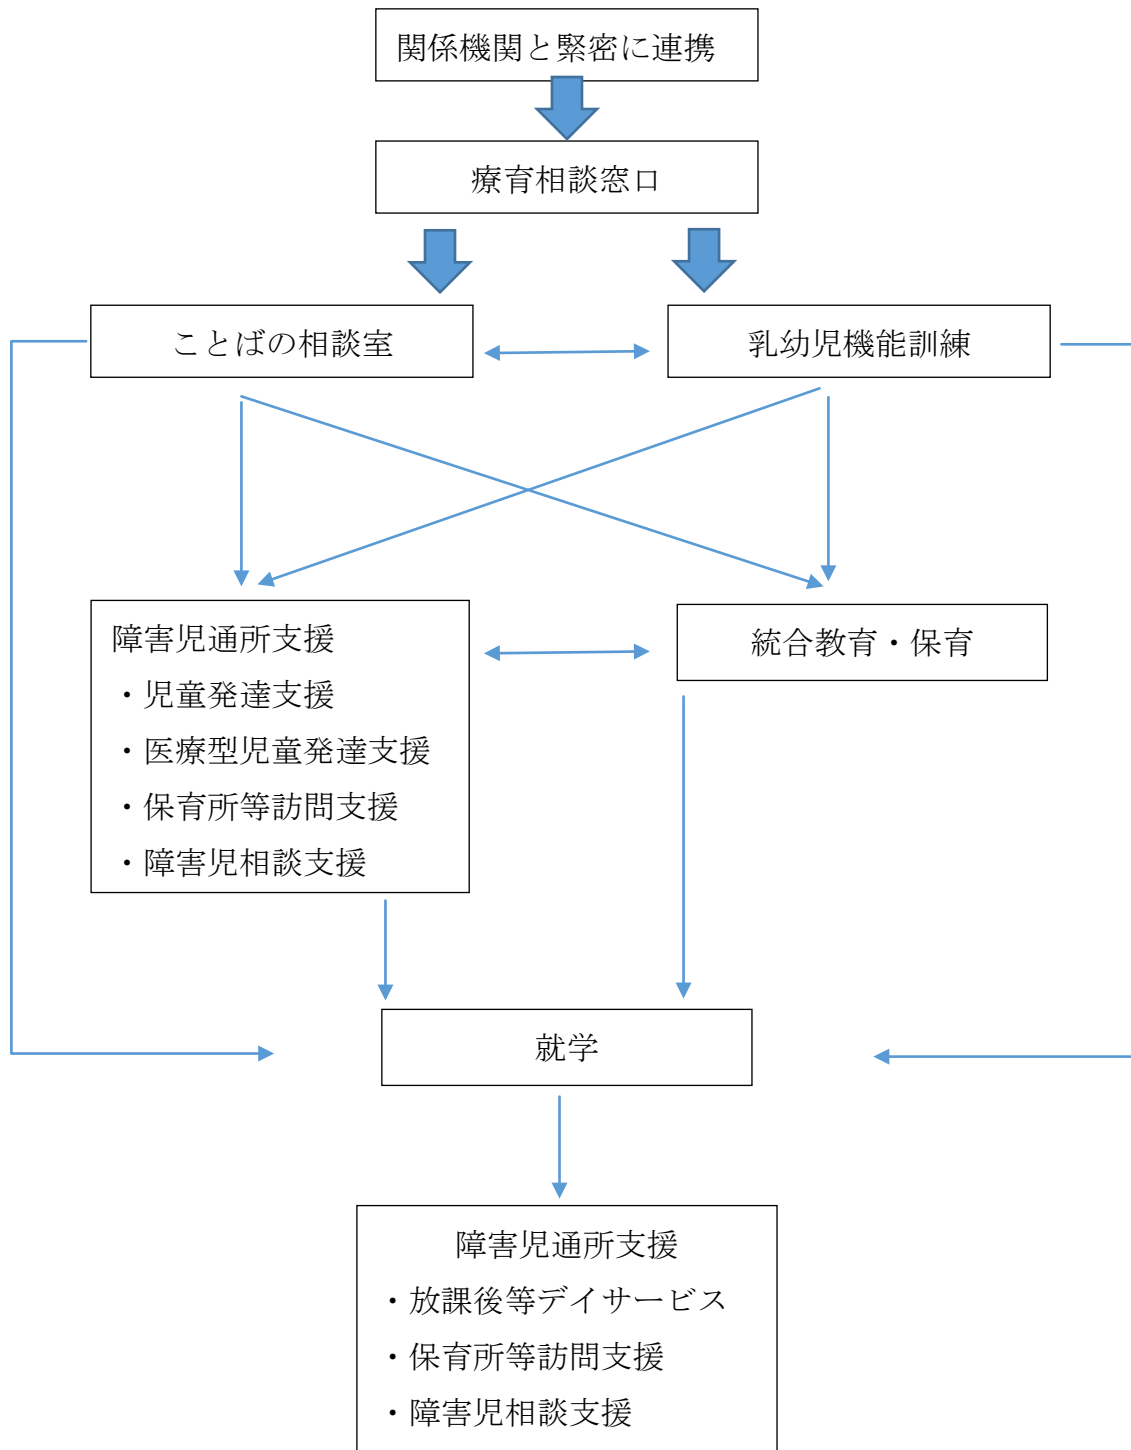 関係機関と緊密に連携
療育相談窓口
ことばの相談室
乳幼児機能訓練
障害児通所支援
・児童発達支援
・医療型児童発達支援
・保育所等訪問支援
・障害児相談支援
統合教育・保育
就学
障害児通所支援
・放課後等デイサービス
・保育所等訪問支援
・障害児相談支援